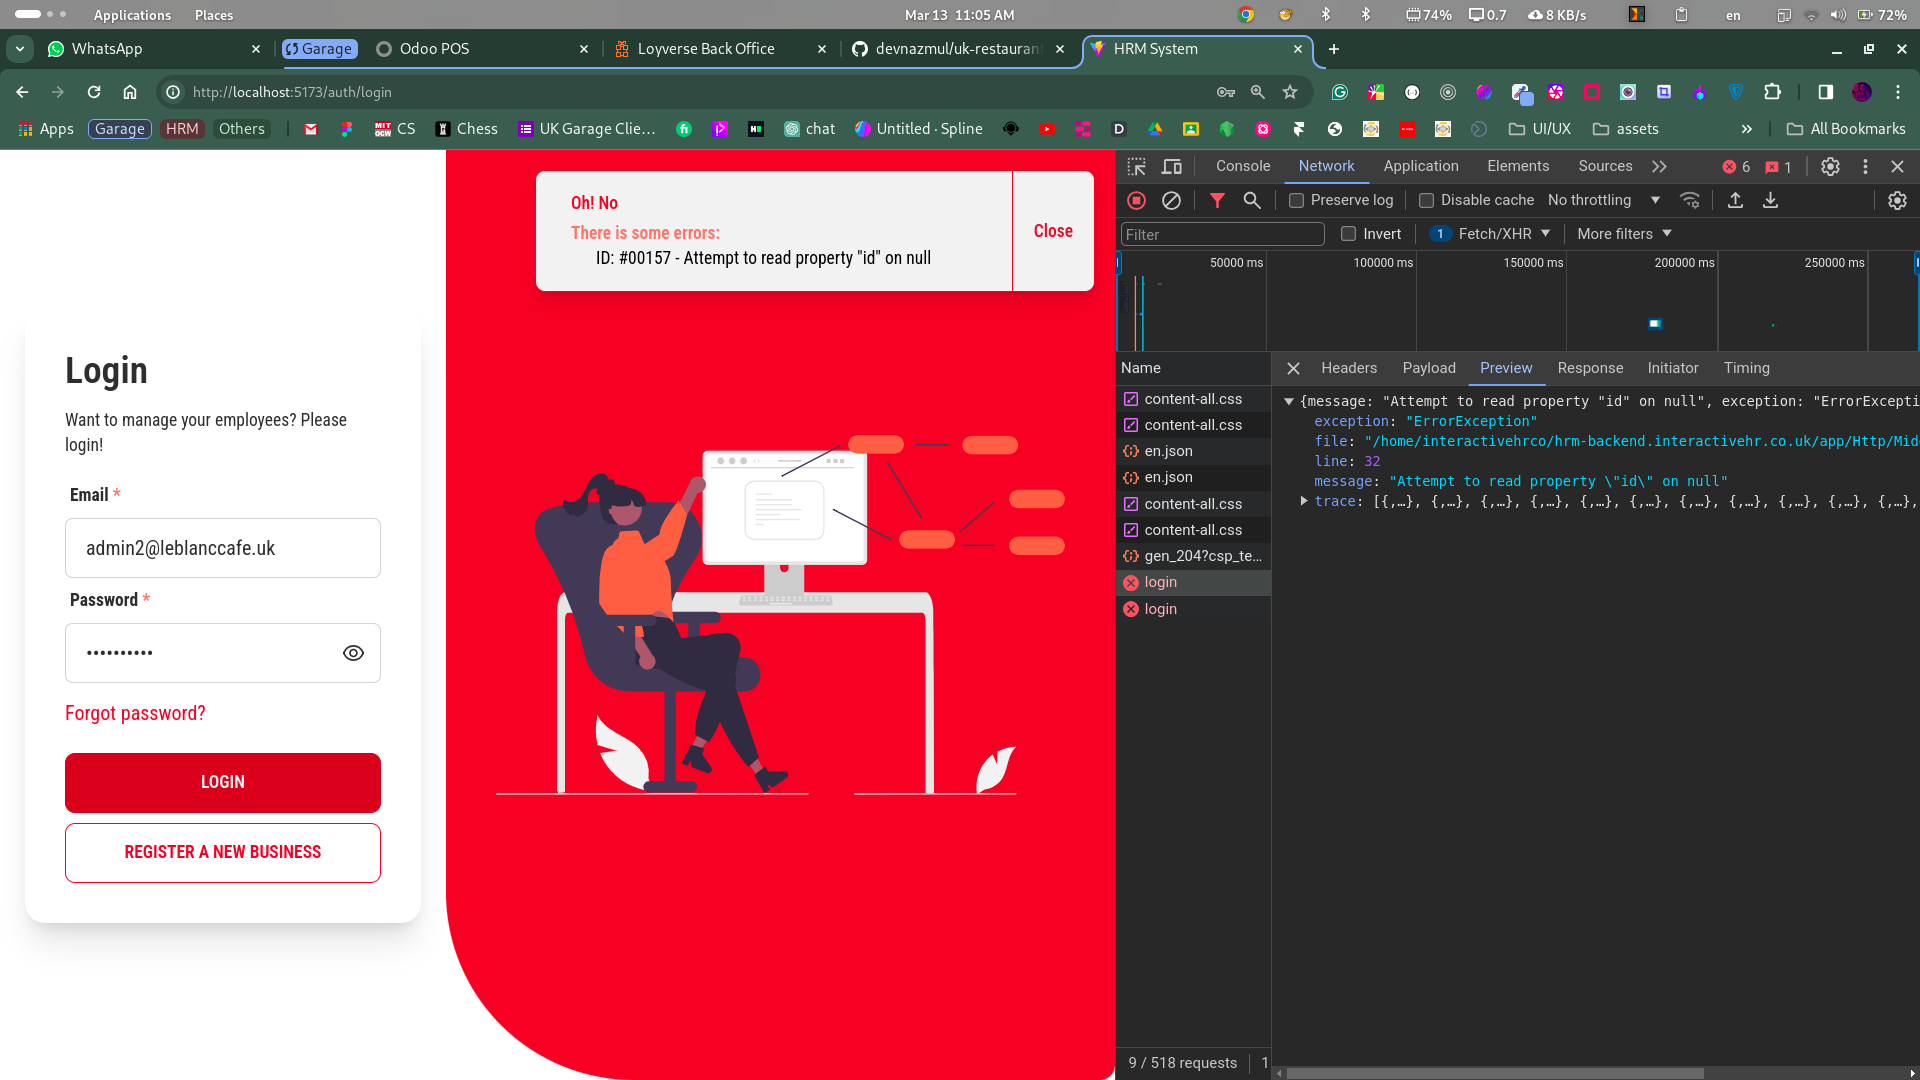 Applications Places Mar 13 11:05 AM 74% 0.7 8 KB/s en 72%
WhatsApp Garage Odoo POS Loyverse Back Office devnazmul/uk-restauran HRM System
http://localhost:5173/auth/login
Apps Garage HRM Others MIT OCW CS Chess UK Garage Clie... chat Untitled · Spline UI/UX assets » All Bookmarks
Oh! No
There is some errors:
ID: #00157 - Attempt to read property "id" on null
Close
Login
Want to manage your employees? Please
login!
Email *
admin2@leblanccafe.uk
Password *
••••••••••
Forgot password?
LOGIN
REGISTER A NEW BUSINESS
Console Network Application Elements Sources 6 1
Preserve log Disable cache No throttling
Filter Invert 1 Fetch/XHR More filters
50000 ms 100000 ms 150000 ms 200000 ms 250000 ms
Name Headers Payload Preview Response Initiator Timing
content-all.css
content-all.css
en.json
en.json
content-all.css
content-all.css
gen_204?csp_te...
login
login
{message: "Attempt to read property "id" on null", exception: "ErrorExcepti
exception: "ErrorException"
file: "/home/interactivehrco/hrm-backend.interactivehr.co.uk/app/Http/Mid
line: 32
message: "Attempt to read property \"id\" on null"
trace: [{,…}, {,…}, {,…}, {,…}, {,…}, {,…}, {,…}, {,…}, {,…}, {,…}, {,…},
9 / 518 requests 1